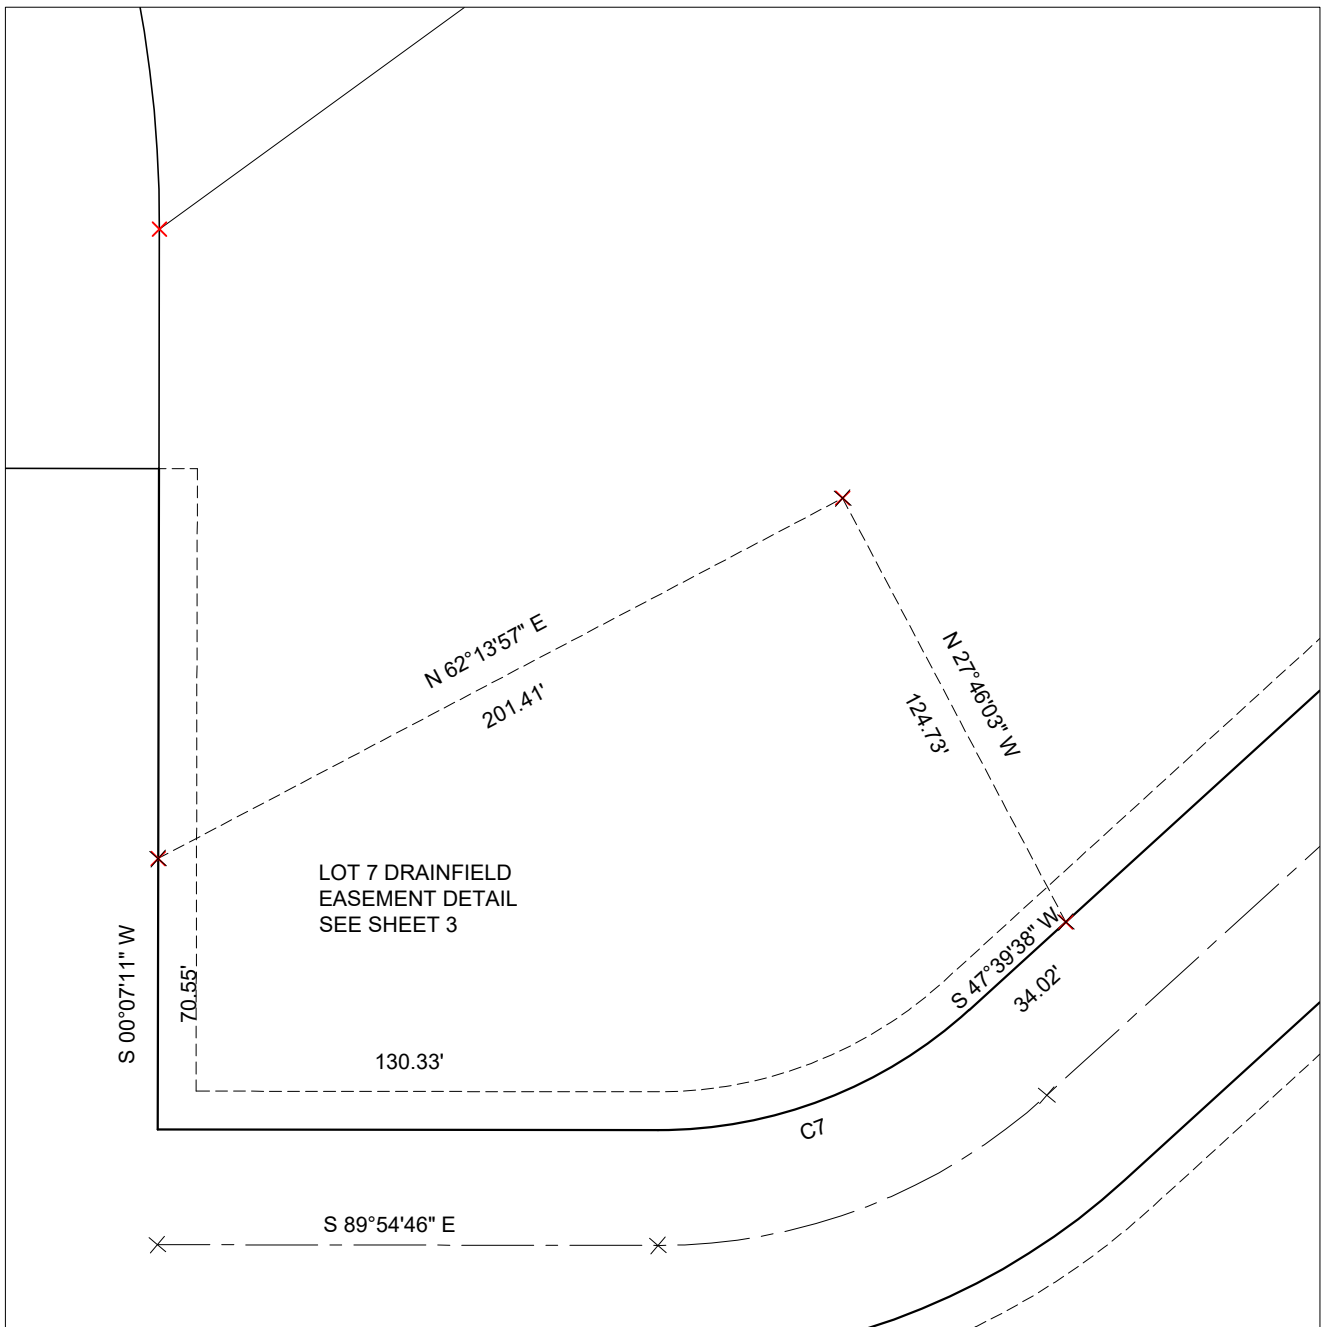 N 62°13'57" E
201.41'
N 27°46'03" W
124.73'
LOT 7 DRAINFIELD
EASEMENT DETAIL
SEE SHEET 3
S 00°07'11" W
70.55'
S 47°39'38" W
34.02'
130.33'
C7
S 89°54'46" E